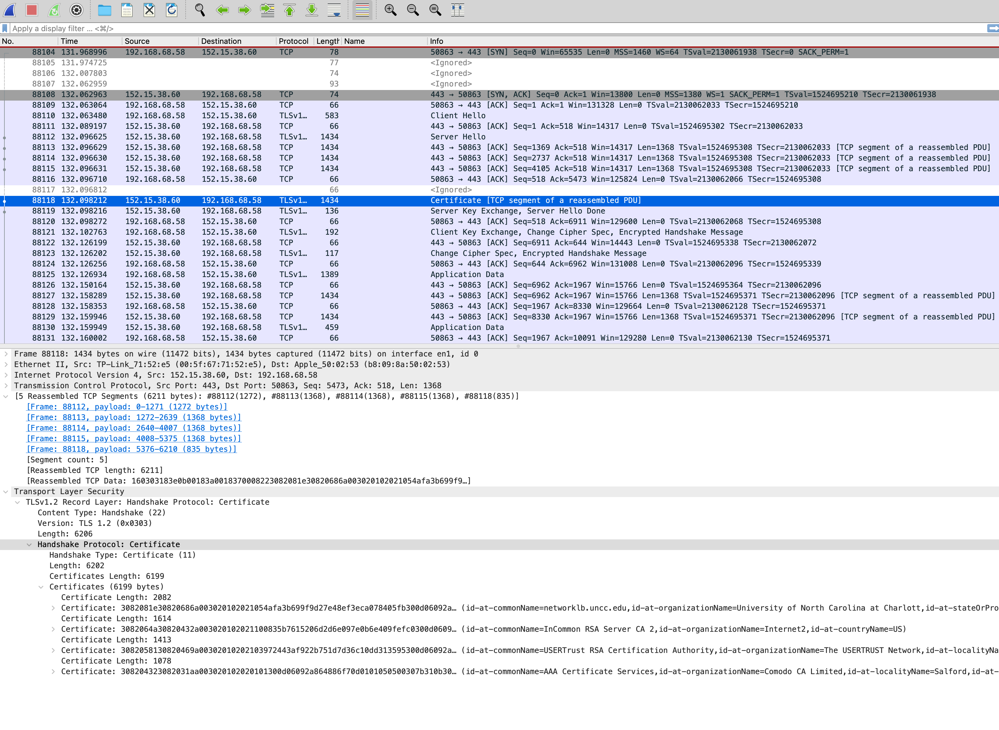 Apply a display filter ... <⌘/>
No. Time Source Destination Protocol Length Name Info
88104 131.968996 192.168.68.58 152.15.38.60 TCP 78 50863 → 443 [SYN] Seq=0 Win=65535 Len=0 MSS=1460 WS=64 TSval=2130061938 TSecr=0 SACK_PERM=1
88105 131.974725 77 <Ignored>
88106 132.007803 74 <Ignored>
88107 132.062959 93 <Ignored>
88108 132.062963 152.15.38.60 192.168.68.58 TCP 74 443 → 50863 [SYN, ACK] Seq=0 Ack=1 Win=13800 Len=0 MSS=1380 WS=1 SACK_PERM=1 TSval=1524695210 TSecr=2130061938
88109 132.063064 192.168.68.58 152.15.38.60 TCP 66 50863 → 443 [ACK] Seq=1 Ack=1 Win=131328 Len=0 TSval=2130062033 TSecr=1524695210
88110 132.063480 192.168.68.58 152.15.38.60 TLSv1… 583 Client Hello
88111 132.089197 152.15.38.60 192.168.68.58 TCP 66 443 → 50863 [ACK] Seq=1 Ack=518 Win=14317 Len=0 TSval=1524695302 TSecr=2130062033
88112 132.096625 152.15.38.60 192.168.68.58 TLSv1… 1434 Server Hello
88113 132.096629 152.15.38.60 192.168.68.58 TCP 1434 443 → 50863 [ACK] Seq=1369 Ack=518 Win=14317 Len=1368 TSval=1524695308 TSecr=2130062033 [TCP segment of a reassembled PDU]
88114 132.096630 152.15.38.60 192.168.68.58 TCP 1434 443 → 50863 [ACK] Seq=2737 Ack=518 Win=14317 Len=1368 TSval=1524695308 TSecr=2130062033 [TCP segment of a reassembled PDU]
88115 132.096631 152.15.38.60 192.168.68.58 TCP 1434 443 → 50863 [ACK] Seq=4105 Ack=518 Win=14317 Len=1368 TSval=1524695308 TSecr=2130062033 [TCP segment of a reassembled PDU]
88116 132.096710 192.168.68.58 152.15.38.60 TCP 66 50863 → 443 [ACK] Seq=518 Ack=5473 Win=125824 Len=0 TSval=2130062066 TSecr=1524695308
88117 132.096812 66 <Ignored>
88118 132.098212 152.15.38.60 192.168.68.58 TLSv1… 1434 Certificate [TCP segment of a reassembled PDU]
88119 132.098216 152.15.38.60 192.168.68.58 TLSv1… 136 Server Key Exchange, Server Hello Done
88120 132.098272 192.168.68.58 152.15.38.60 TCP 66 50863 → 443 [ACK] Seq=518 Ack=6911 Win=129600 Len=0 TSval=2130062068 TSecr=1524695308
88121 132.102763 192.168.68.58 152.15.38.60 TLSv1… 192 Client Key Exchange, Change Cipher Spec, Encrypted Handshake Message
88122 132.126199 152.15.38.60 192.168.68.58 TCP 66 443 → 50863 [ACK] Seq=6911 Ack=644 Win=14443 Len=0 TSval=1524695338 TSecr=2130062072
88123 132.126202 152.15.38.60 192.168.68.58 TLSv1… 117 Change Cipher Spec, Encrypted Handshake Message
88124 132.126256 192.168.68.58 152.15.38.60 TCP 66 50863 → 443 [ACK] Seq=644 Ack=6962 Win=131008 Len=0 TSval=2130062096 TSecr=1524695339
88125 132.126934 192.168.68.58 152.15.38.60 TLSv1… 1389 Application Data
88126 132.150164 152.15.38.60 192.168.68.58 TCP 66 443 → 50863 [ACK] Seq=6962 Ack=1967 Win=15766 Len=0 TSval=1524695364 TSecr=2130062096
88127 132.158289 152.15.38.60 192.168.68.58 TCP 1434 443 → 50863 [ACK] Seq=6962 Ack=1967 Win=15766 Len=1368 TSval=1524695371 TSecr=2130062096 [TCP segment of a reassembled PDU]
88128 132.158353 192.168.68.58 152.15.38.60 TCP 66 50863 → 443 [ACK] Seq=1967 Ack=8330 Win=129664 Len=0 TSval=2130062128 TSecr=1524695371
88129 132.159946 152.15.38.60 192.168.68.58 TCP 1434 443 → 50863 [ACK] Seq=8330 Ack=1967 Win=15766 Len=1368 TSval=1524695371 TSecr=2130062096 [TCP segment of a reassembled PDU]
88130 132.159949 152.15.38.60 192.168.68.58 TLSv1… 459 Application Data
88131 132.160002 192.168.68.58 152.15.38.60 TCP 66 50863 → 443 [ACK] Seq=1967 Ack=10091 Win=129280 Len=0 TSval=2130062130 TSecr=1524695371
Frame 88118: 1434 bytes on wire (11472 bits), 1434 bytes captured (11472 bits) on interface en1, id 0
Ethernet II, Src: TP-Link_71:52:e5 (00:5f:67:71:52:e5), Dst: Apple_50:02:53 (b8:09:8a:50:02:53)
Internet Protocol Version 4, Src: 152.15.38.60, Dst: 192.168.68.58
Transmission Control Protocol, Src Port: 443, Dst Port: 50863, Seq: 5473, Ack: 518, Len: 1368
[5 Reassembled TCP Segments (6211 bytes): #88112(1272), #88113(1368), #88114(1368), #88115(1368), #88118(835)]
[Frame: 88112, payload: 0-1271 (1272 bytes)]
[Frame: 88113, payload: 1272-2639 (1368 bytes)]
[Frame: 88114, payload: 2640-4007 (1368 bytes)]
[Frame: 88115, payload: 4008-5375 (1368 bytes)]
[Frame: 88118, payload: 5376-6210 (835 bytes)]
[Segment count: 5]
[Reassembled TCP length: 6211]
[Reassembled TCP Data: 160303183e0b00183a0018370008223082081e30820686a003020102021054afa3b699f9…]
Transport Layer Security
TLSv1.2 Record Layer: Handshake Protocol: Certificate
Content Type: Handshake (22)
Version: TLS 1.2 (0x0303)
Length: 6206
Handshake Protocol: Certificate
Handshake Type: Certificate (11)
Length: 6202
Certificates Length: 6199
Certificates (6199 bytes)
Certificate Length: 2082
Certificate: 3082081e30820686a003020102021054afa3b699f9d27e48ef3eca078405fb300d06092a… (id-at-commonName=networklb.uncc.edu,id-at-organizationName=University of North Carolina at Charlott,id-at-stateOrPro
Certificate Length: 1614
Certificate: 3082064a30820432a003020102021100835b7615206d2d6e097e0b6e409fefc0300d0609… (id-at-commonName=InCommon RSA Server CA 2,id-at-organizationName=Internet2,id-at-countryName=US)
Certificate Length: 1413
Certificate: 3082058130820469a00302010202103972443af922b751d7d36c10dd313595300d06092a… (id-at-commonName=USERTrust RSA Certification Authority,id-at-organizationName=The USERTRUST Network,id-at-localityNa
Certificate Length: 1078
Certificate: 308204323082031aa003020102020101300d06092a864886f70d0101050500307b310b30… (id-at-commonName=AAA Certificate Services,id-at-organizationName=Comodo CA Limited,id-at-localityName=Salford,id-at-